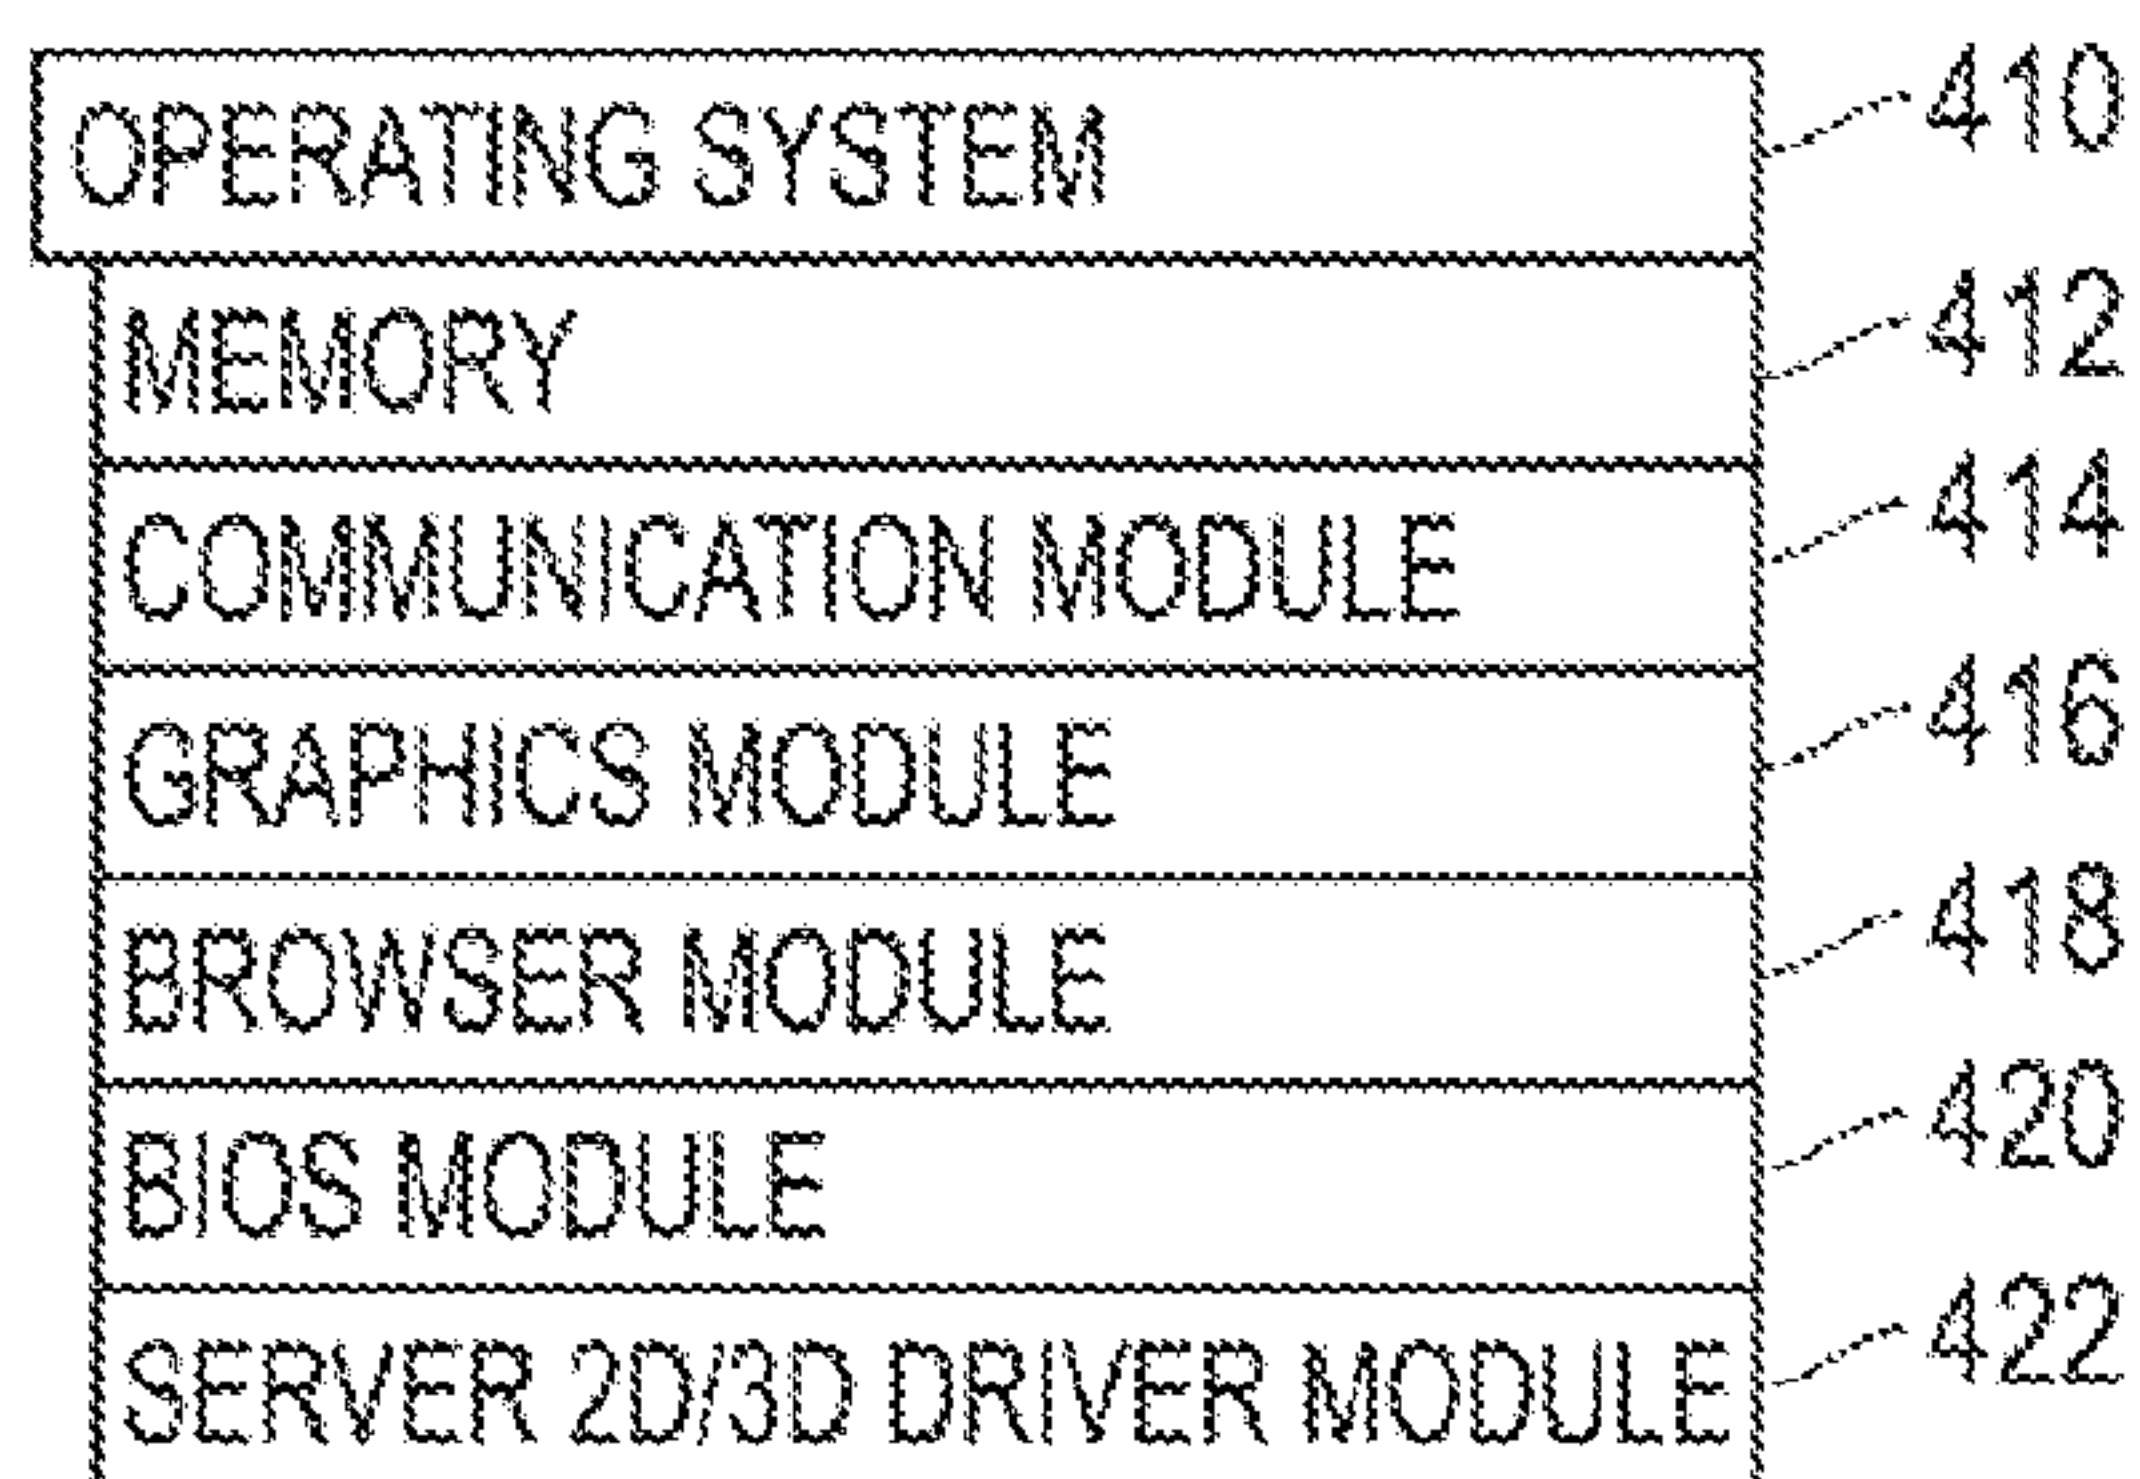 OPERATING SYSTEM 410
MEMORY 412
COMMUNICATION MODULE 414
GRAPHICS MODULE 416
BROWSER MODULE 418
BIOS MODULE 420
SERVER 2D/3D DRIVER MODULE 422